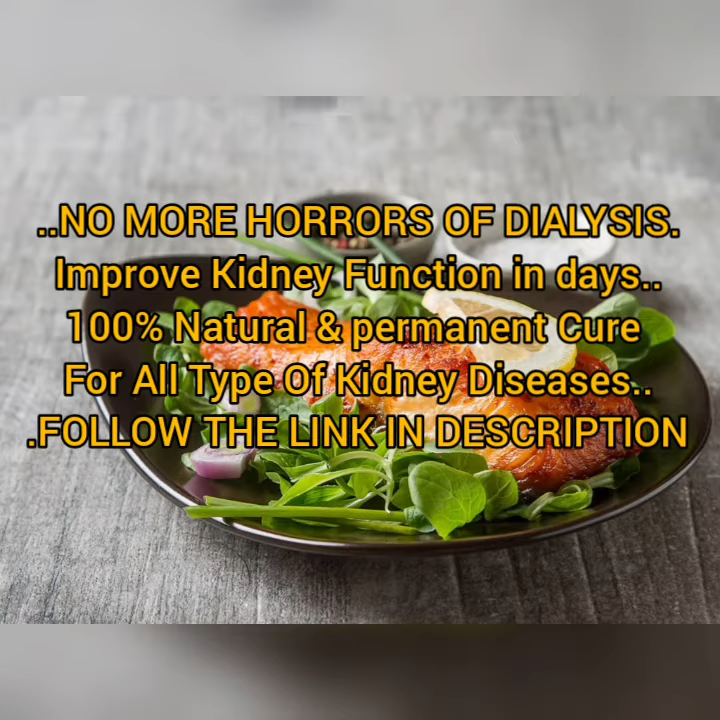 ..NO MORE HORRORS OF DIALYSIS.
Improve Kidney Function in days..
100% Natural & permanent Cure
For All Type Of Kidney Diseases..
.FOLLOW THE LINK IN DESCRIPTION